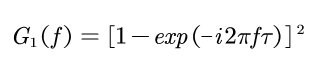 G₁(f) = [1 − exp(−i2πfτ)]²